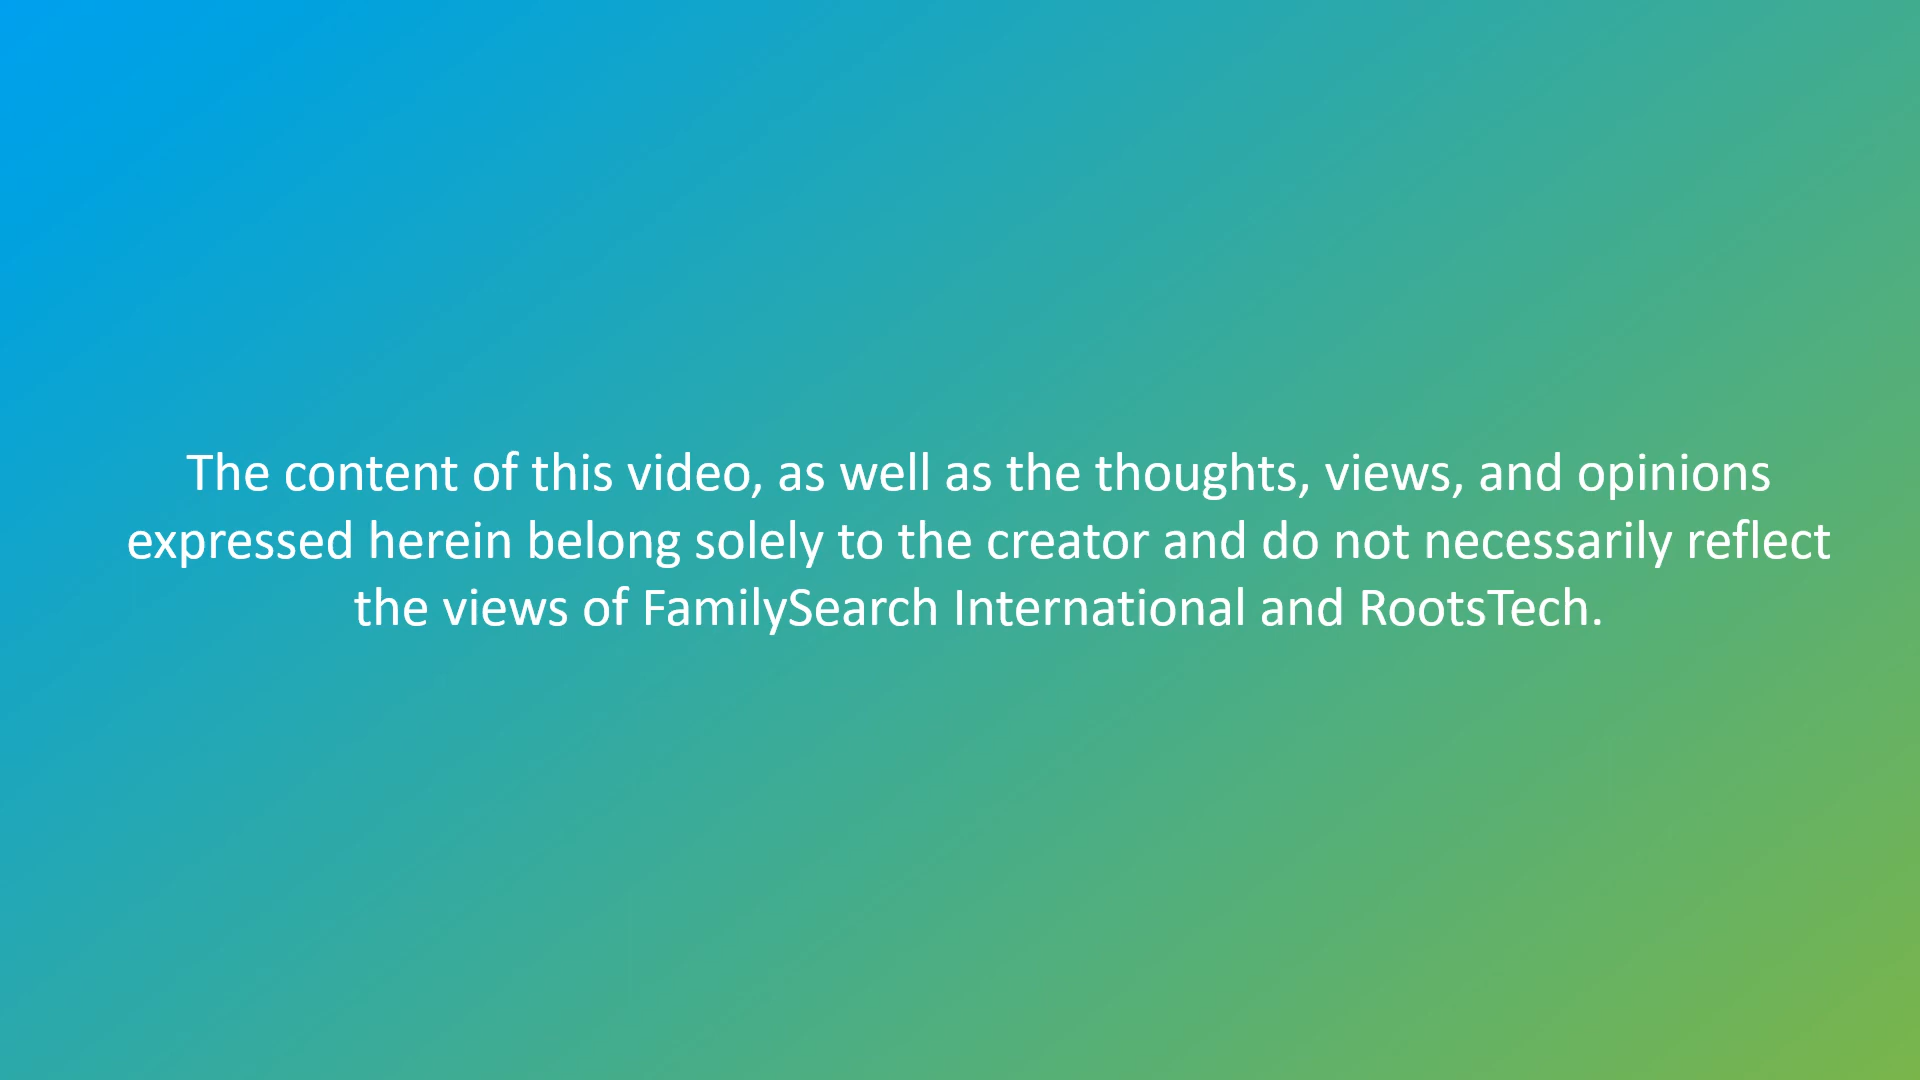 The content of this video, as well as the thoughts, views, and opinions
expressed herein belong solely to the creator and do not necessarily reflect
the views of FamilySearch International and RootsTech.